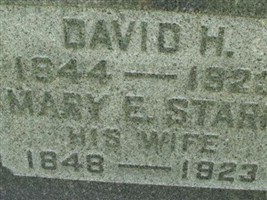 DAVID H.
1844 — 192
MARY E. STAR
HIS WIFE
1848 — 1923